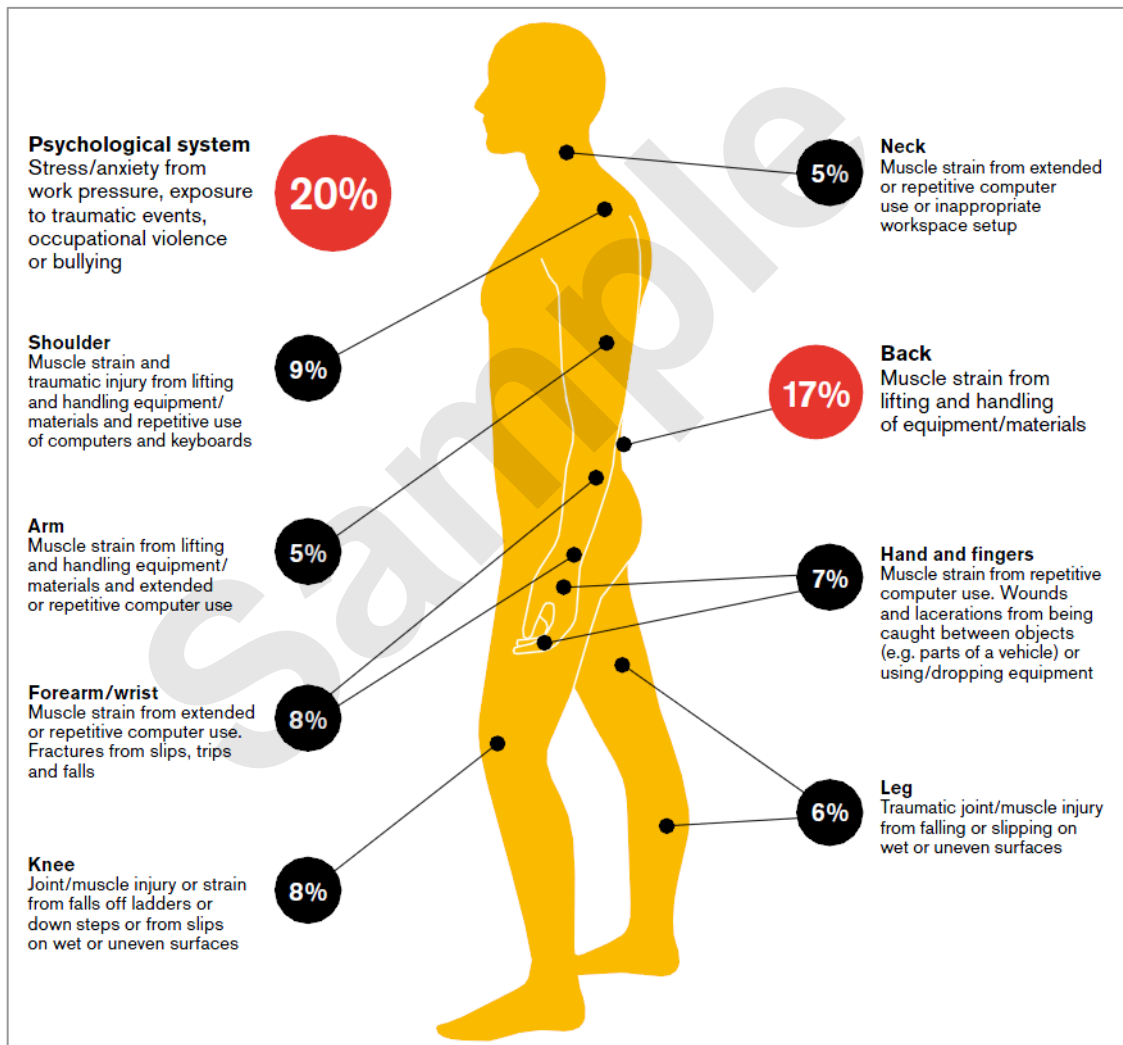 Psychological system
Stress/anxiety from
work pressure, exposure
to traumatic events,
occupational violence
or bullying
20%
Shoulder
Muscle strain and
traumatic injury from lifting
and handling equipment/
materials and repetitive use
of computers and keyboards
9%
Arm
Muscle strain from lifting
and handling equipment/
materials and extended
or repetitive computer use
5%
Forearm/wrist
Muscle strain from extended
or repetitive computer use.
Fractures from slips, trips
and falls
8%
Knee
Joint/muscle injury or strain
from falls off ladders or
down steps or from slips
on wet or uneven surfaces
8%
5%
Neck
Muscle strain from extended
or repetitive computer
use or inappropriate
workspace setup
17%
Back
Muscle strain from
lifting and handling
of equipment/materials
7%
Hand and fingers
Muscle strain from repetitive
computer use. Wounds
and lacerations from being
caught between objects
(e.g. parts of a vehicle) or
using/dropping equipment
6%
Leg
Traumatic joint/muscle injury
from falling or slipping on
wet or uneven surfaces
Sample